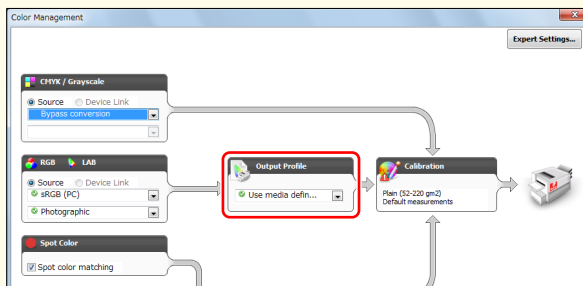 Color Management
Expert Settings...
CMYK / Grayscale
Source Device Link
Bypass conversion
RGB LAB
Source Device Link
sRGB (PC)
Photographic
Output Profile
Use media defin...
Calibration
Plain (52-220 gm2)
Default measurements
Spot Color
Spot color matching